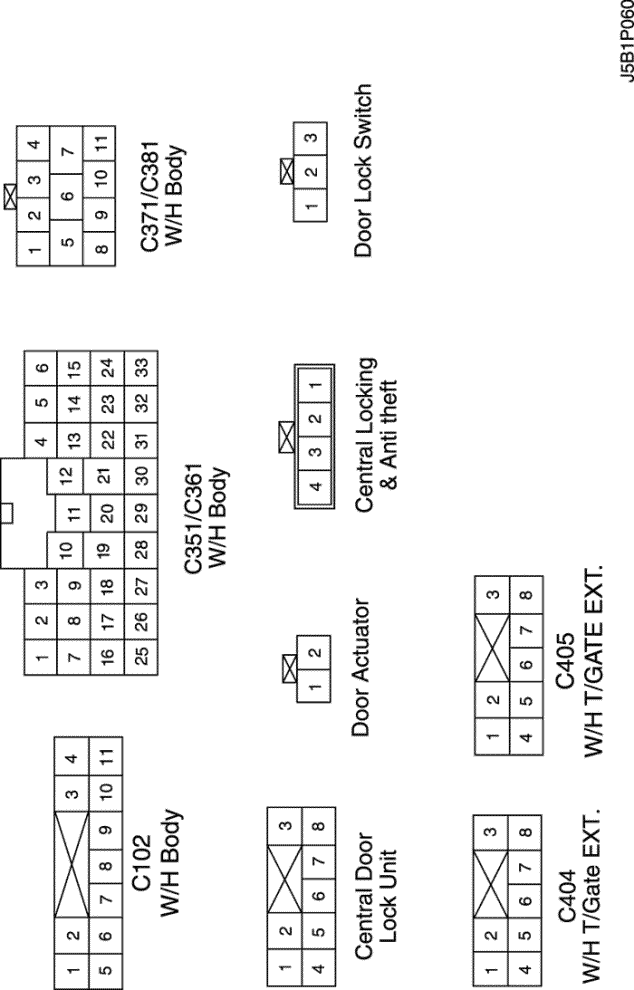 1 2 3 4
5 6 7 8 9 10 11
C102
W/H Body
1 2 3 4 5 6
7 8 9 10 11 12 13 14 15
16 17 18 19 20 21 22 23 24
25 26 27 28 29 30 31 32 33
C351/C361
W/H Body
1 2 3 4
5 6 7
8 9 10 11
C371/C381
W/H Body
1 2 3
4 5 6 7 8
Central Door
Lock Unit
1 2
Door Actuator
4 3 2 1
Central Locking
& Anti theft
1 2 3
Door Lock Switch
1 2 3
4 5 6 7 8
C404
W/H T/Gate EXT.
1 2 3
4 5 6 7 8
C405
W/H T/GATE EXT.
J5B1P060